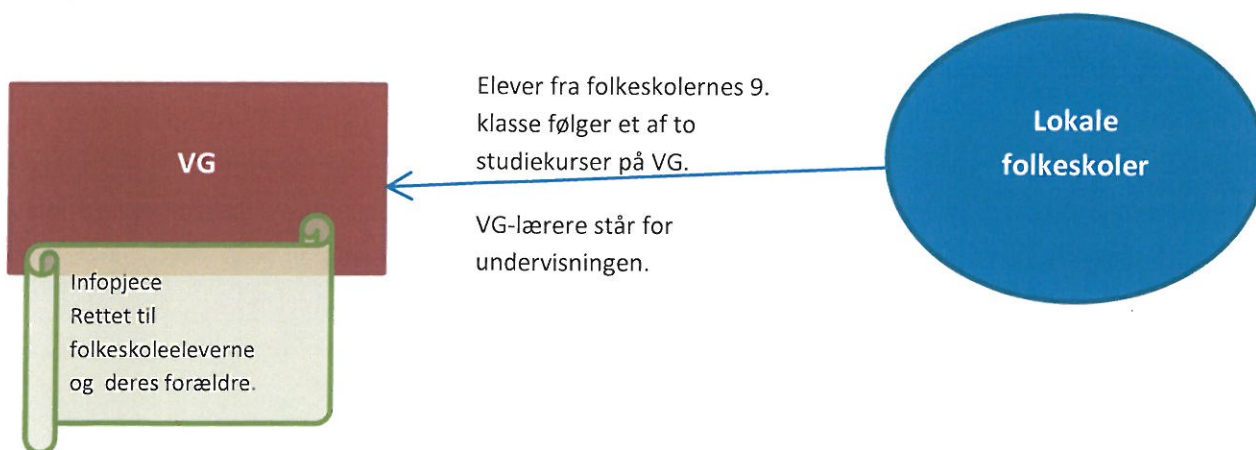 VG
Infopjece
Rettet til
folkeskoleeleverne
og deres forældre.
Elever fra folkeskolernes 9.
klasse følger et af to
studiekurser på VG.
VG-lærere står for
undervisningen.
Lokale
folkeskoler